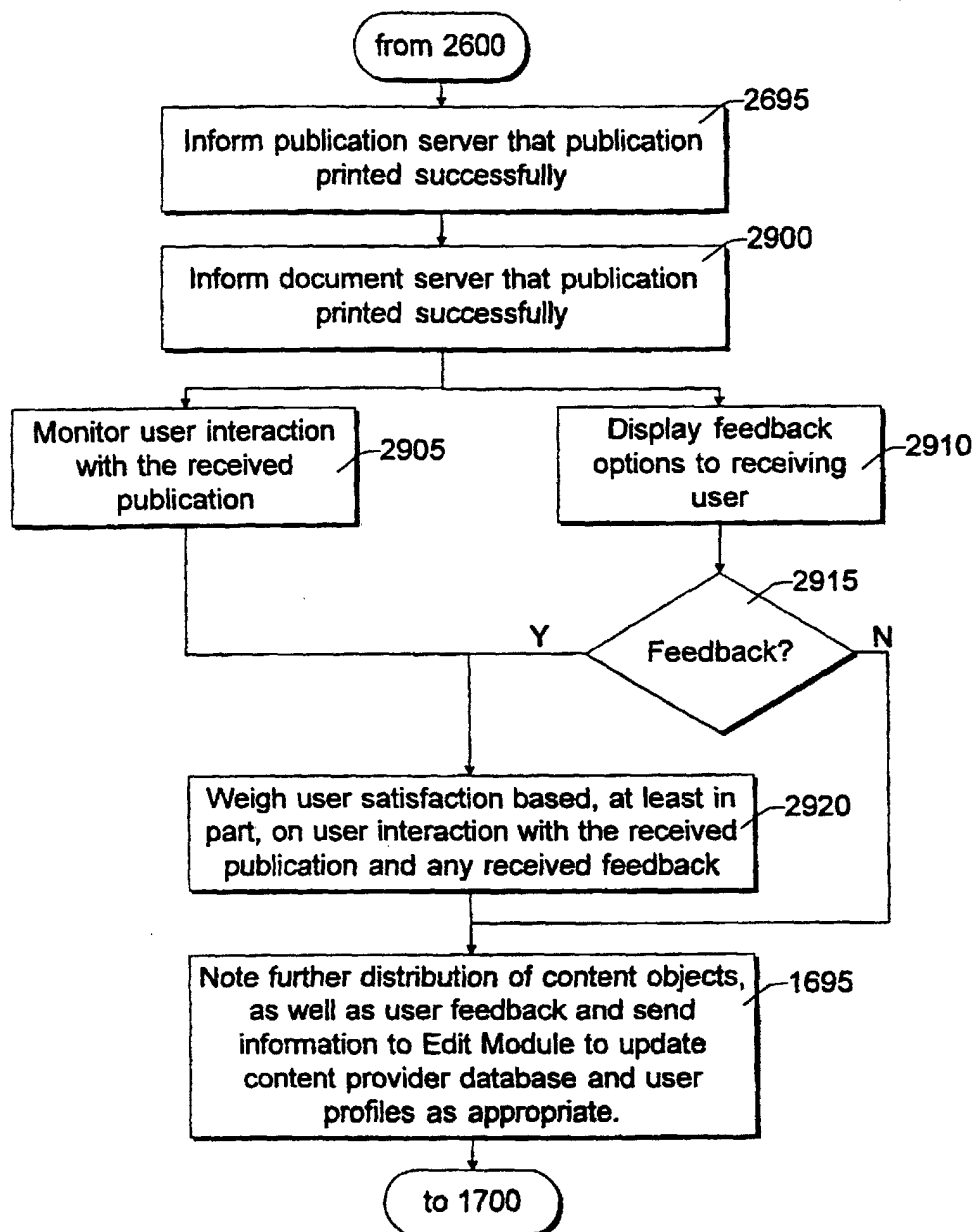 from 2600
2695
Inform publication server that publication
printed successfully
2900
Inform document server that publication
printed successfully
Monitor user interaction
with the received
publication
2905
Display feedback
options to receiving
user
2910
2915
Y
Feedback?
N
Weigh user satisfaction based, at least in
part, on user interaction with the received
publication and any received feedback
2920
Note further distribution of content objects,
as well as user feedback and send
information to Edit Module to update
content provider database and user
profiles as appropriate.
1695
to 1700